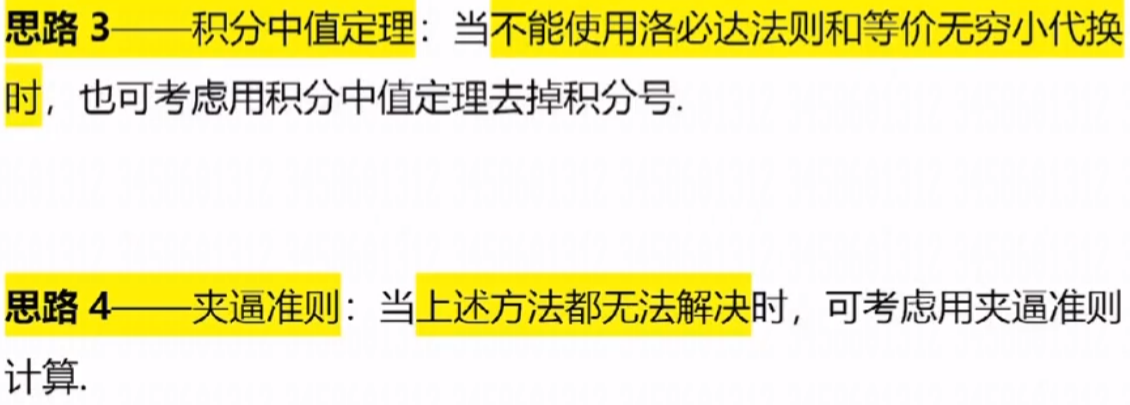 思路 3——积分中值定理：当不能使用洛必达法则和等价无穷小代换
时，也可考虑用积分中值定理去掉积分号.
思路 4——夹逼准则：当上述方法都无法解决时，可考虑用夹逼准则
计算.